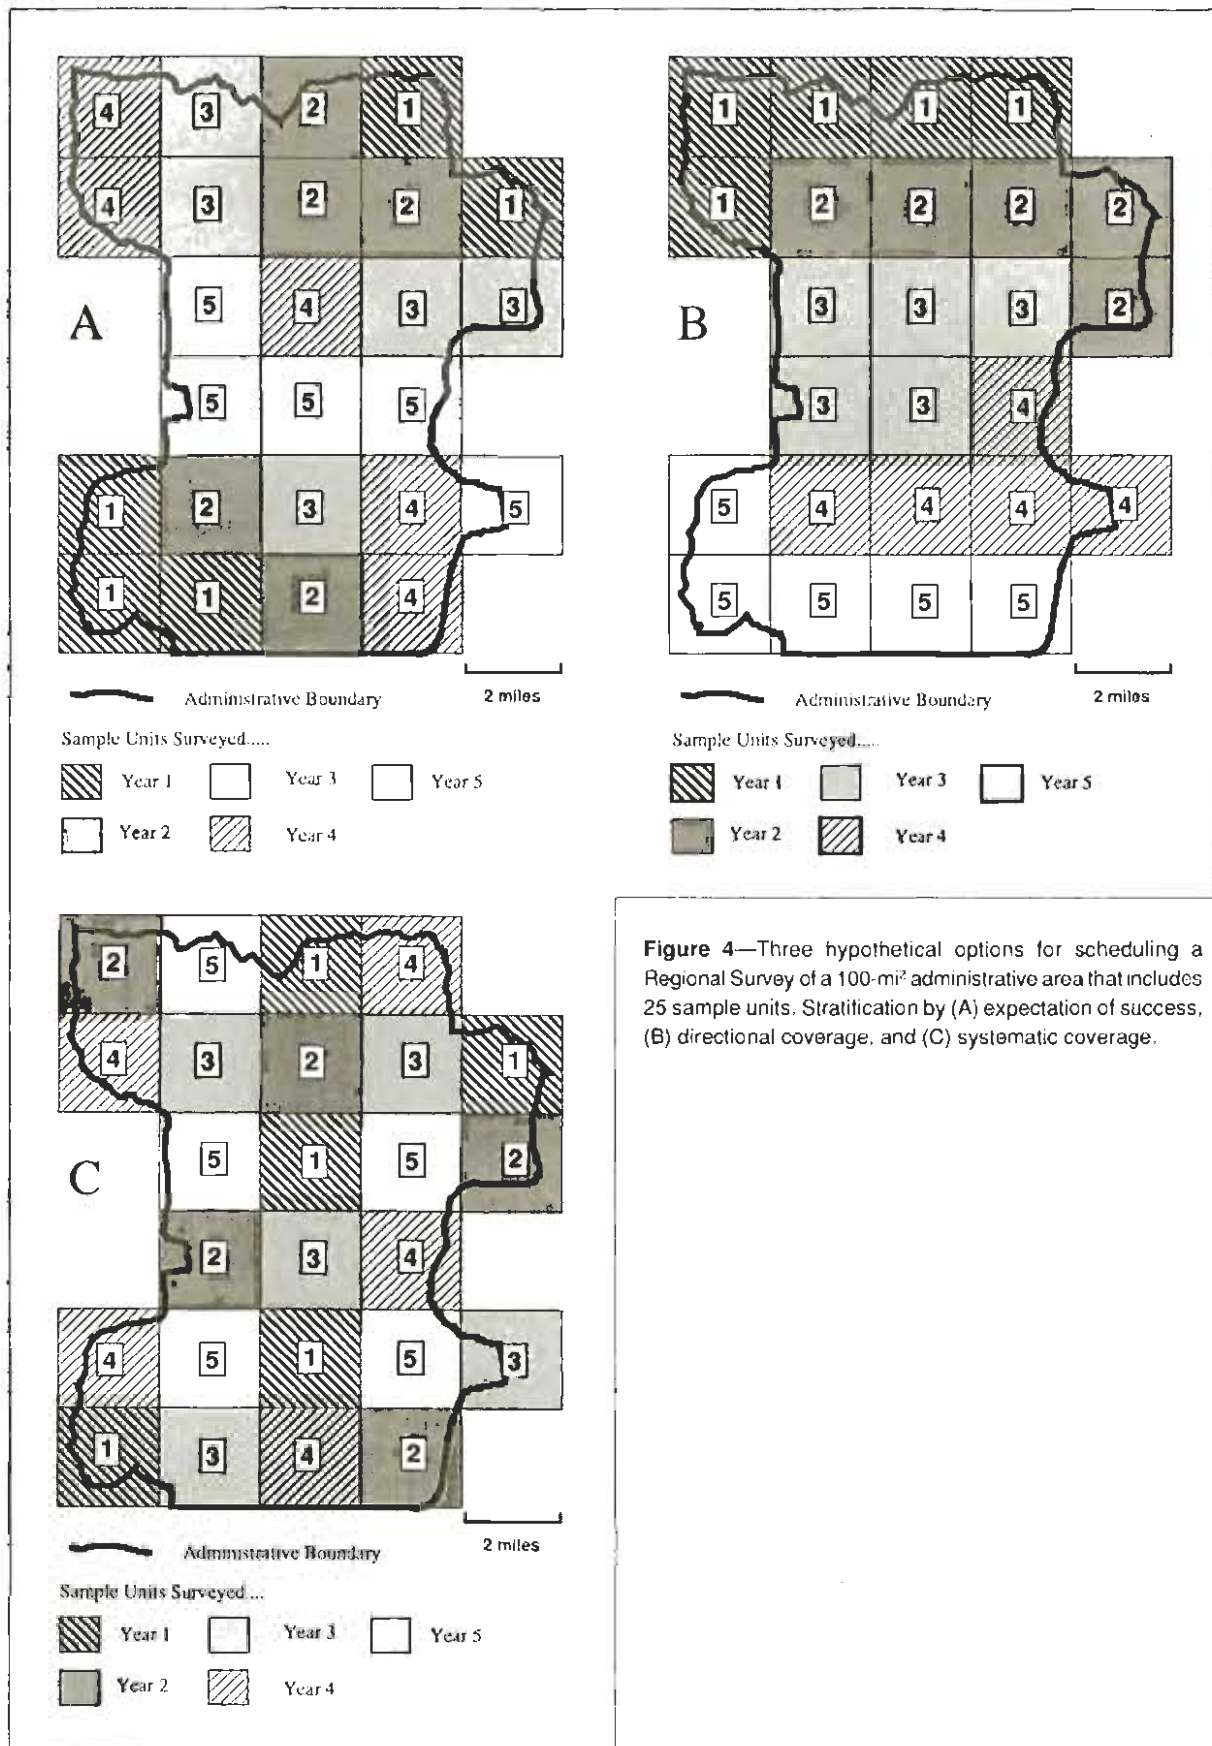 4 3 2 1
4 3 2 2 1
A 5 4 3 3
5 5 5
1 2 3 4 5
1 1 2 4
Administrative Boundary 2 miles
Sample Units Surveyed.....
Year 1 Year 3 Year 5
Year 2 Year 4
1 1 1 1
1 2 2 2 2
B 3 3 3 2
3 3 4
5 4 4 4 4
5 5 5 5
Administrative Boundary 2 miles
Sample Units Surveyed.....
Year 1 Year 3 Year 5
Year 2 Year 4
2 5 1 4
4 3 2 3 1
C 5 1 5 2
2 3 4
4 5 1 5 3
1 3 4 2
Administrative Boundary 2 miles
Sample Units Surveyed....
Year 1 Year 3 Year 5
Year 2 Year 4
Figure 4—Three hypothetical options for scheduling a
Regional Survey of a 100-mi² administrative area that includes
25 sample units. Stratification by (A) expectation of success,
(B) directional coverage, and (C) systematic coverage.